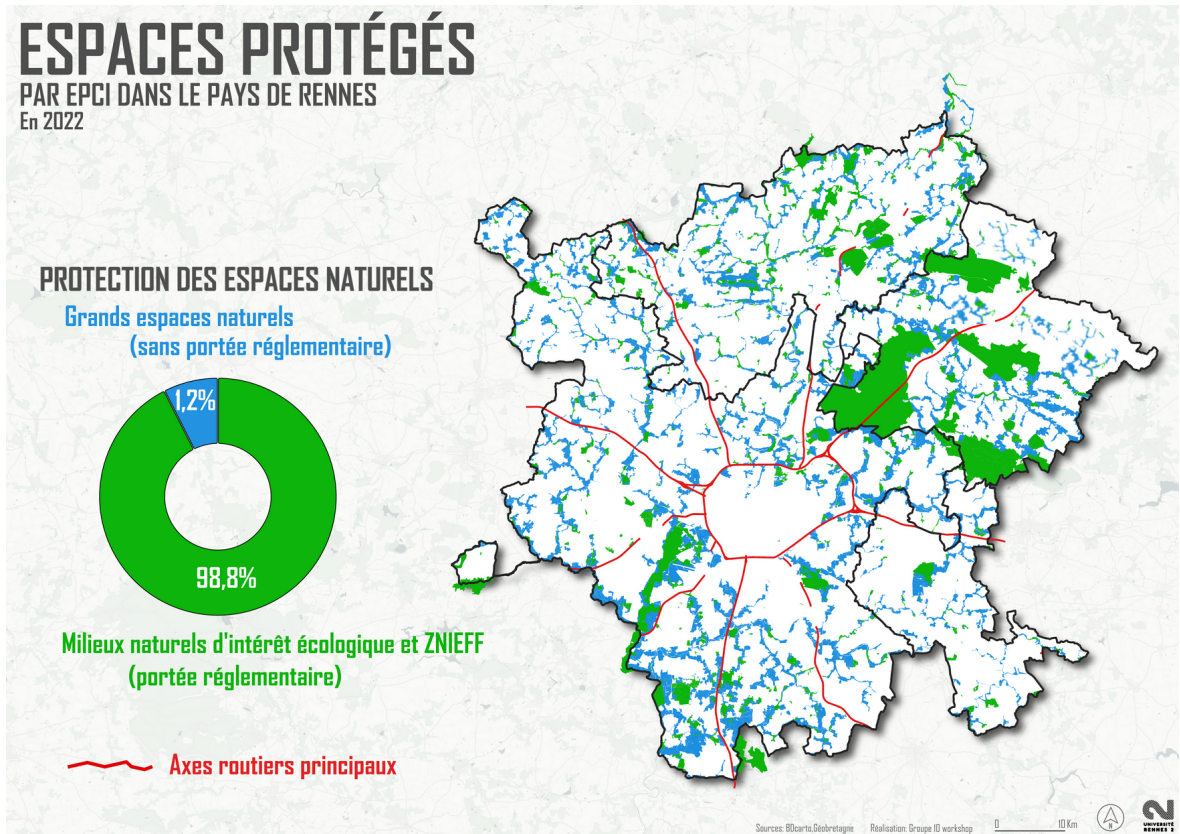 ESPACES PROTÉGÉS
PAR EPCI DANS LE PAYS DE RENNES
En 2022
PROTECTION DES ESPACES NATURELS
Grands espaces naturels
(sans portée réglementaire)
1,2%
98,8%
Milieux naturels d'intérêt écologique et ZNIEFF
(portée réglementaire)
Axes routiers principaux
Sources: BDcarto,Géobretagne
Réalisation: Groupe 10 workshop
0
10 Km
N
UNIVERSITÉ
RENNES 2